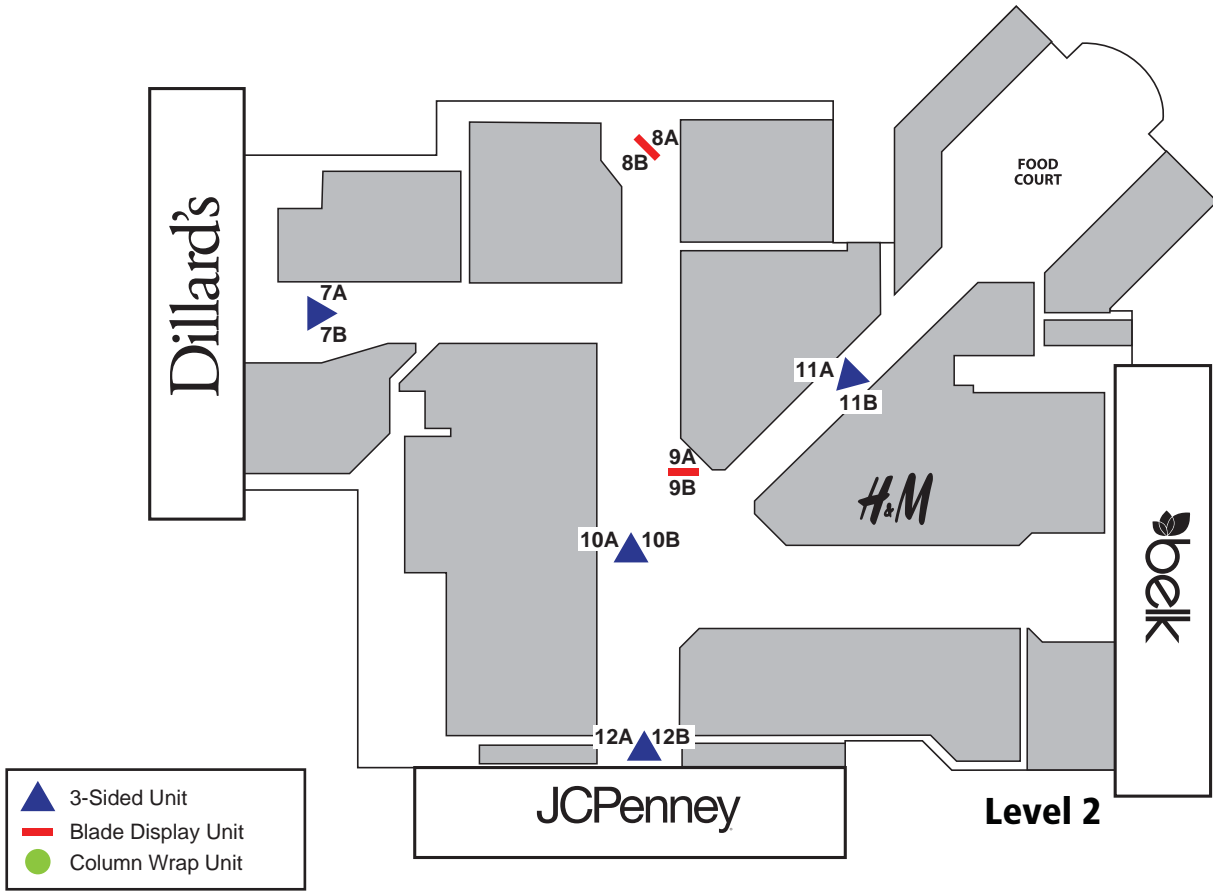 8A
8B
FOOD
COURT
Dillard's
7A
7B
11A
11B
9A
9B
H&M
10A 10B
belk
12A 12B
3-Sided Unit
Blade Display Unit
Column Wrap Unit
JCPenney
Level 2